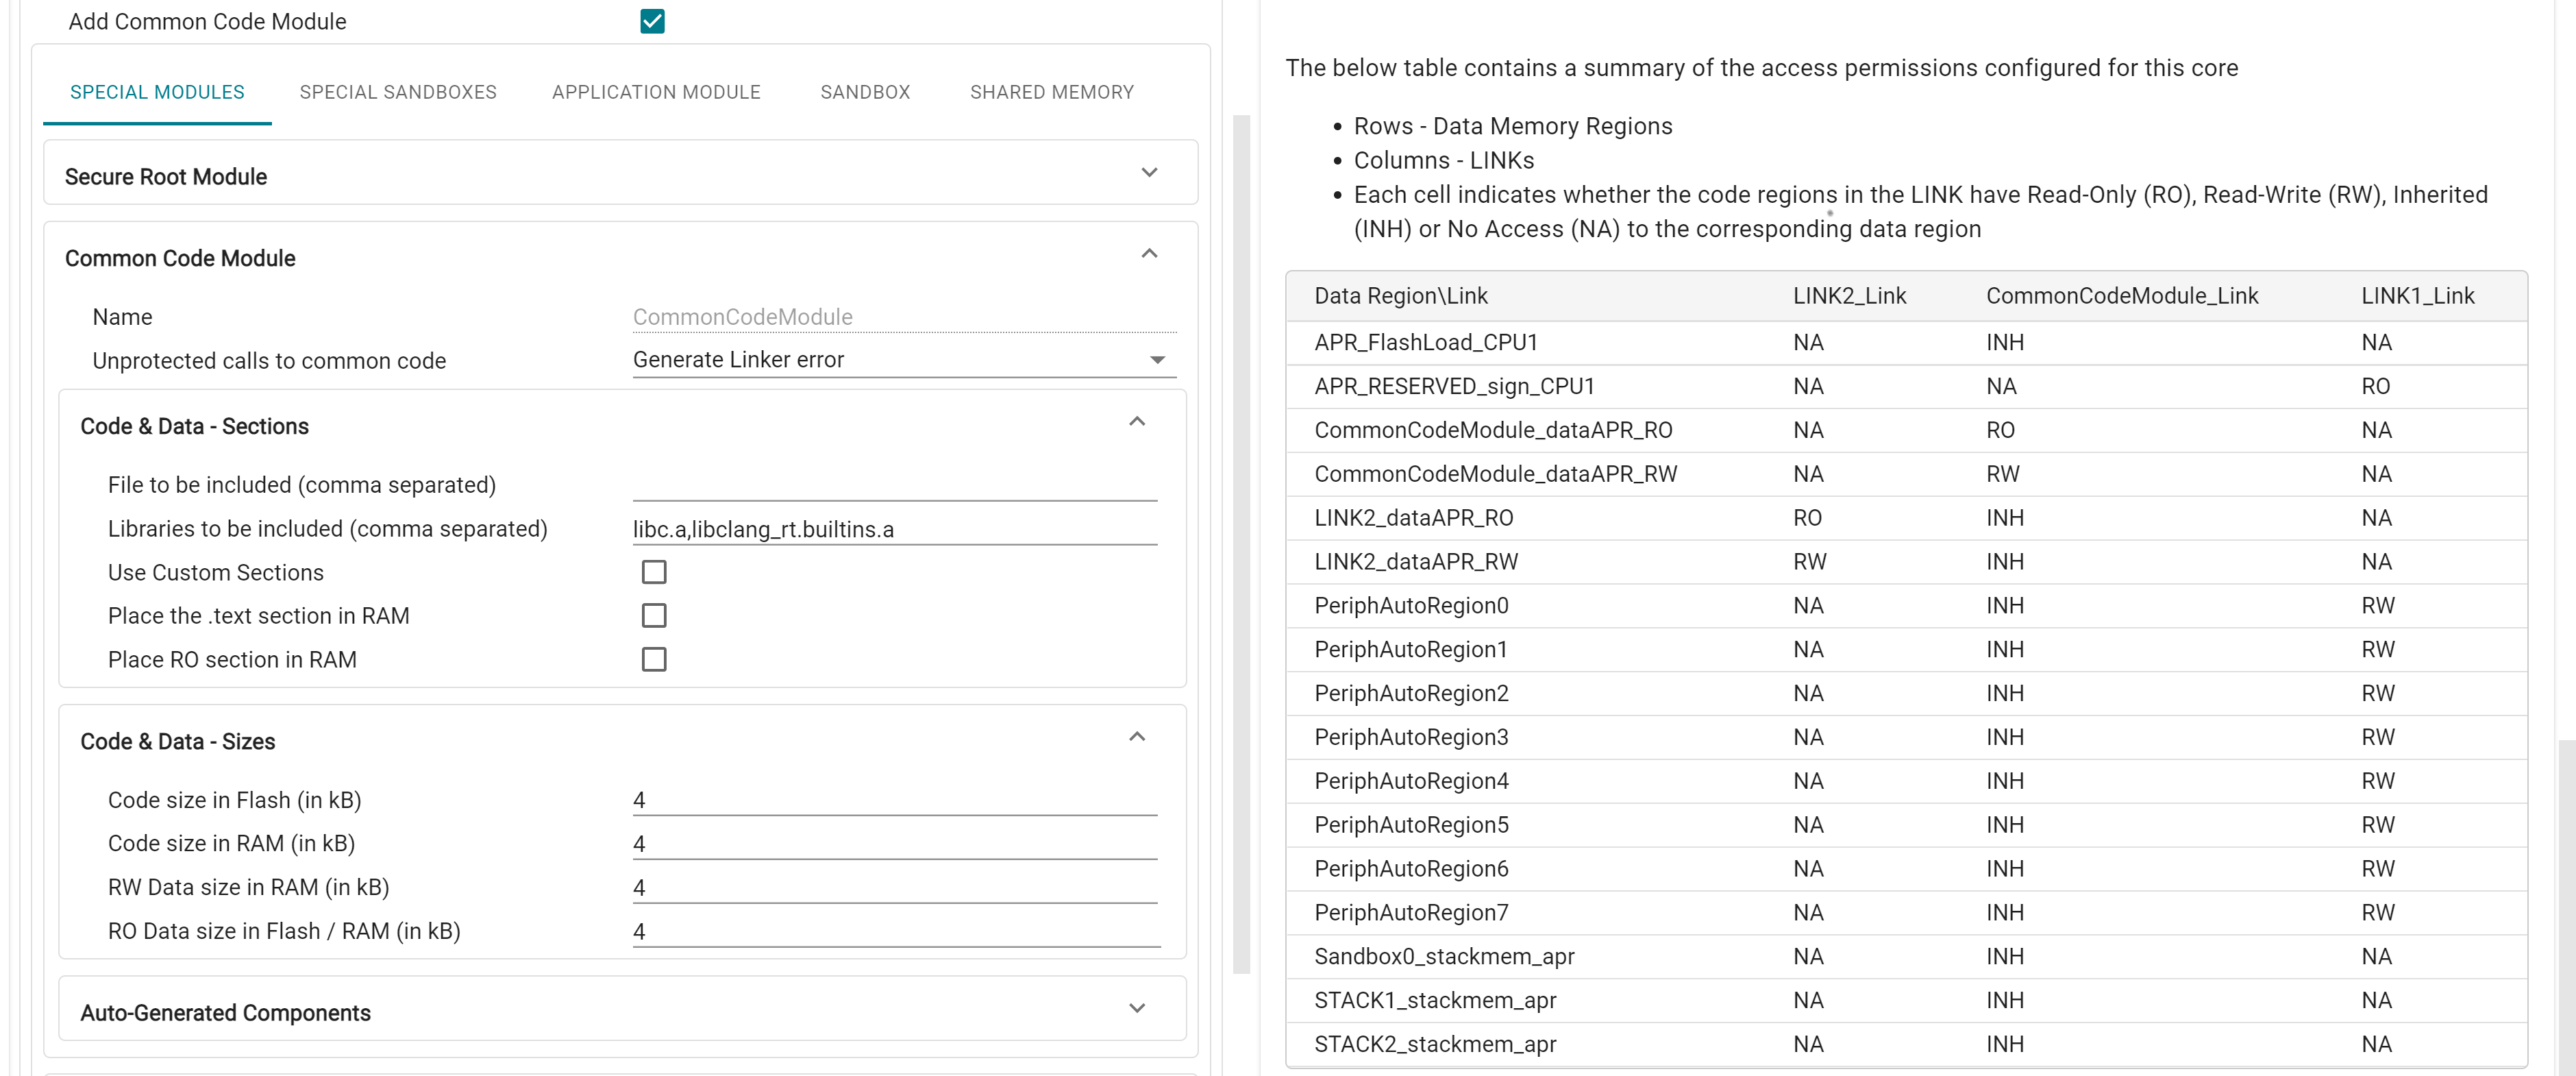 Add Common Code Module
SPECIAL MODULES SPECIAL SANDBOXES APPLICATION MODULE SANDBOX SHARED MEMORY
Secure Root Module
Common Code Module
Name CommonCodeModule
Unprotected calls to common code Generate Linker error
Code & Data - Sections
File to be included (comma separated)
Libraries to be included (comma separated) libc.a,libclang_rt.builtins.a
Use Custom Sections
Place the .text section in RAM
Place RO section in RAM
Code & Data - Sizes
Code size in Flash (in kB) 4
Code size in RAM (in kB) 4
RW Data size in RAM (in kB) 4
RO Data size in Flash / RAM (in kB) 4
Auto-Generated Components
The below table contains a summary of the access permissions configured for this core
• Rows - Data Memory Regions
• Columns - LINKs
• Each cell indicates whether the code regions in the LINK have Read-Only (RO), Read-Write (RW), Inherited
(INH) or No Access (NA) to the corresponding data region
Data Region\Link LINK2_Link CommonCodeModule_Link LINK1_Link
APR_FlashLoad_CPU1 NA INH NA
APR_RESERVED_sign_CPU1 NA NA RO
CommonCodeModule_dataAPR_RO NA RO NA
CommonCodeModule_dataAPR_RW NA RW NA
LINK2_dataAPR_RO RO INH NA
LINK2_dataAPR_RW RW INH NA
PeriphAutoRegion0 NA INH RW
PeriphAutoRegion1 NA INH RW
PeriphAutoRegion2 NA INH RW
PeriphAutoRegion3 NA INH RW
PeriphAutoRegion4 NA INH RW
PeriphAutoRegion5 NA INH RW
PeriphAutoRegion6 NA INH RW
PeriphAutoRegion7 NA INH RW
Sandbox0_stackmem_apr NA INH NA
STACK1_stackmem_apr NA INH NA
STACK2_stackmem_apr NA INH NA